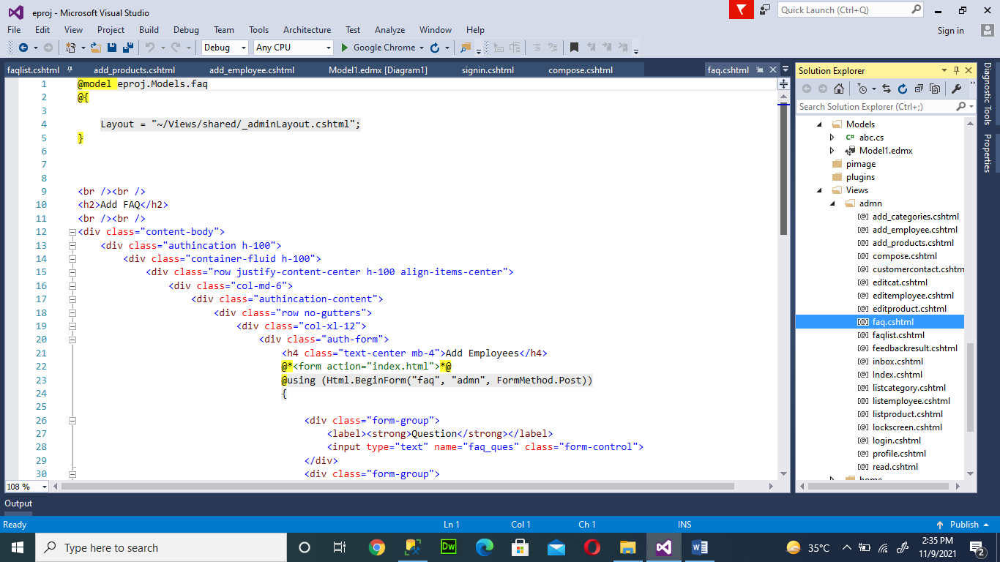 eproj - Microsoft Visual Studio
Quick Launch (Ctrl+Q)
File Edit View Project Build Debug Team Tools Architecture Test Analyze Window Help
Sign in
Debug Any CPU Google Chrome
faqlist.cshtml add_products.cshtml add_employee.cshtml Model1.edmx [Diagram1] signin.cshtml compose.cshtml faq.cshtml
1 @model eproj.Models.faq
2 @{
3
4 Layout = "~/Views/shared/_adminLayout.cshtml";
5 }
6
7
8
9 <br /><br />
10 <h2>Add FAQ</h2>
11 <br /><br />
12 <div class="content-body">
13 <div class="authincation h-100">
14 <div class="container-fluid h-100">
15 <div class="row justify-content-center h-100 align-items-center">
16 <div class="col-md-6">
17 <div class="authincation-content">
18 <div class="row no-gutters">
19 <div class="col-xl-12">
20 <div class="auth-form">
21 <h4 class="text-center mb-4">Add Employees</h4>
22 @*<form action="index.html">*@
23 @using (Html.BeginForm("faq", "admn", FormMethod.Post))
24 {
25
26 <div class="form-group">
27 <label><strong>Question</strong></label>
28 <input type="text" name="faq_ques" class="form-control">
29 </div>
30 <div class="form-group">
108 %
Solution Explorer
Search Solution Explorer (Ctrl+;)
Models
C# abc.cs
Model1.edmx
pimage
plugins
Views
admn
add_categories.cshtml
add_employee.cshtml
add_products.cshtml
compose.cshtml
customercontact.cshtm
editcat.cshtml
editemployee.cshtml
editproduct.cshtml
faq.cshtml
faqlist.cshtml
feedbackresult.cshtml
inbox.cshtml
Index.cshtml
listcategory.cshtml
listemployee.cshtml
listproduct.cshtml
lockscreen.cshtml
login.cshtml
profile.cshtml
read.cshtml
home
Diagnostic Tools
Properties
Output
Ready Ln 1 Col 1 Ch 1 INS Publish
Type here to search
Dw
35°C
2:35 PM
11/9/2021
2